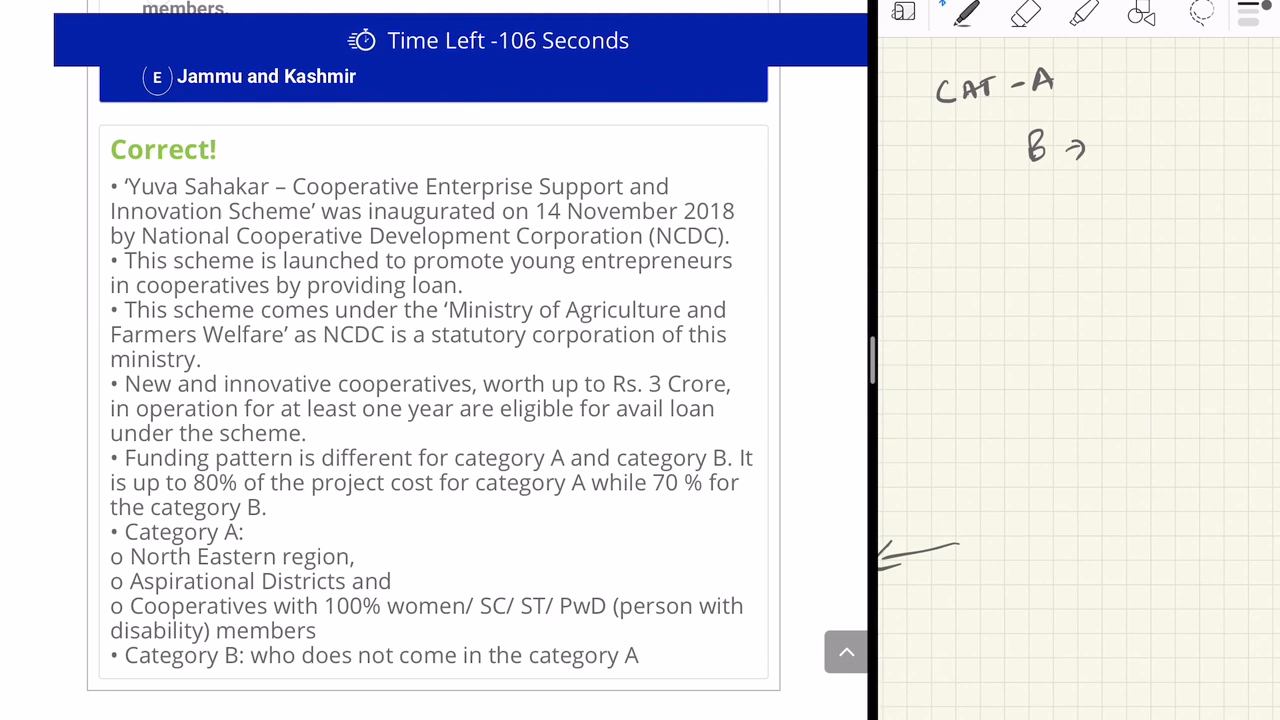 members.
Time Left -106 Seconds
E Jammu and Kashmir
Correct!
• ‘Yuva Sahakar – Cooperative Enterprise Support and
Innovation Scheme’ was inaugurated on 14 November 2018
by National Cooperative Development Corporation (NCDC).
• This scheme is launched to promote young entrepreneurs
in cooperatives by providing loan.
• This scheme comes under the ‘Ministry of Agriculture and
Farmers Welfare’ as NCDC is a statutory corporation of this
ministry.
• New and innovative cooperatives, worth up to Rs. 3 Crore,
in operation for at least one year are eligible for avail loan
under the scheme.
• Funding pattern is different for category A and category B. It
is up to 80% of the project cost for category A while 70 % for
the category B.
• Category A:
o North Eastern region,
o Aspirational Districts and
o Cooperatives with 100% women/ SC/ ST/ PwD (person with
disability) members
• Category B: who does not come in the category A
CAT - A
B →